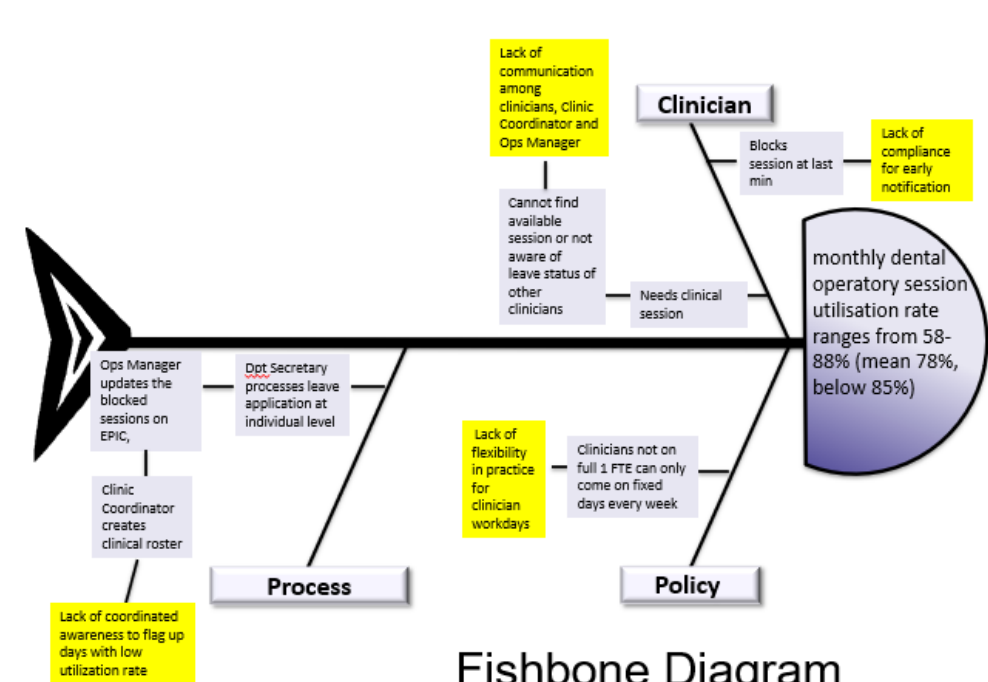 Lack of
communication
among
clinicians, Clinic
Coordinator and
Ops Manager
Clinician
Blocks
session at last
min
Lack of
compliance
for early
notification
Cannot find
available
session or not
aware of
leave status of
other
clinicians
Needs clinical
session
monthly dental
operatory session
utilisation rate
ranges from 58-
88% (mean 78%,
below 85%)
Ops Manager
updates the
blocked
sessions on
EPIC,
Dpt Secretary
processes leave
application at
individual level
Clinic
Coordinator
creates
clinical roster
Lack of coordinated
awareness to flag up
days with low
utilization rate
Process
Lack of
flexibility
in practice
for
clinician
workdays
Clinicians not on
full 1 FTE can only
come on fixed
days every week
Policy
Fishbone Diagram